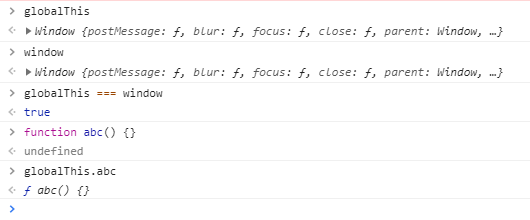 globalThis
Window {postMessage: ƒ, blur: ƒ, focus: ƒ, close: ƒ, parent: Window, …}
window
Window {postMessage: ƒ, blur: ƒ, focus: ƒ, close: ƒ, parent: Window, …}
globalThis === window
true
function abc() {}
undefined
globalThis.abc
ƒ abc() {}